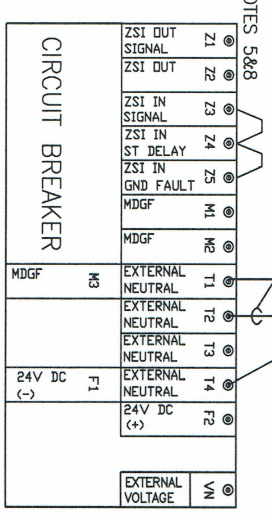 OTES 5&8
CIRCUIT BREAKER
ZSI OUT
SIGNAL
Z1
ZSI OUT
Z2
ZSI IN
SIGNAL
Z3
ZSI IN
ST DELAY
Z4
ZSI IN
GND FAULT
Z5
MDGF
M1
MDGF
M2
MDGF
M3
EXTERNAL
NEUTRAL
T1
EXTERNAL
NEUTRAL
T2
EXTERNAL
NEUTRAL
T3
24V DC
(-)
F1
EXTERNAL
NEUTRAL
T4
24V DC
(+)
F2
EXTERNAL
VOLTAGE
VN